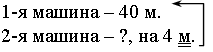 1-я машина – 40 м.
2-я машина – ?, на 4 м.